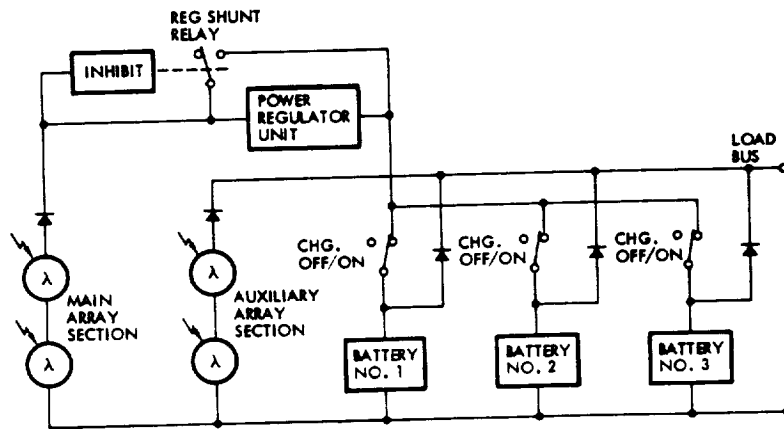 REG SHUNT
RELAY
INHIBIT
POWER
REGULATOR
UNIT
LOAD
BUS
CHG.
OFF/ON
CHG.
OFF/ON
CHG.
OFF/ON
λ
λ
MAIN
ARRAY
SECTION
AUXILIARY
ARRAY
SECTION
λ
λ
BATTERY
NO. 1
BATTERY
NO. 2
BATTERY
NO. 3